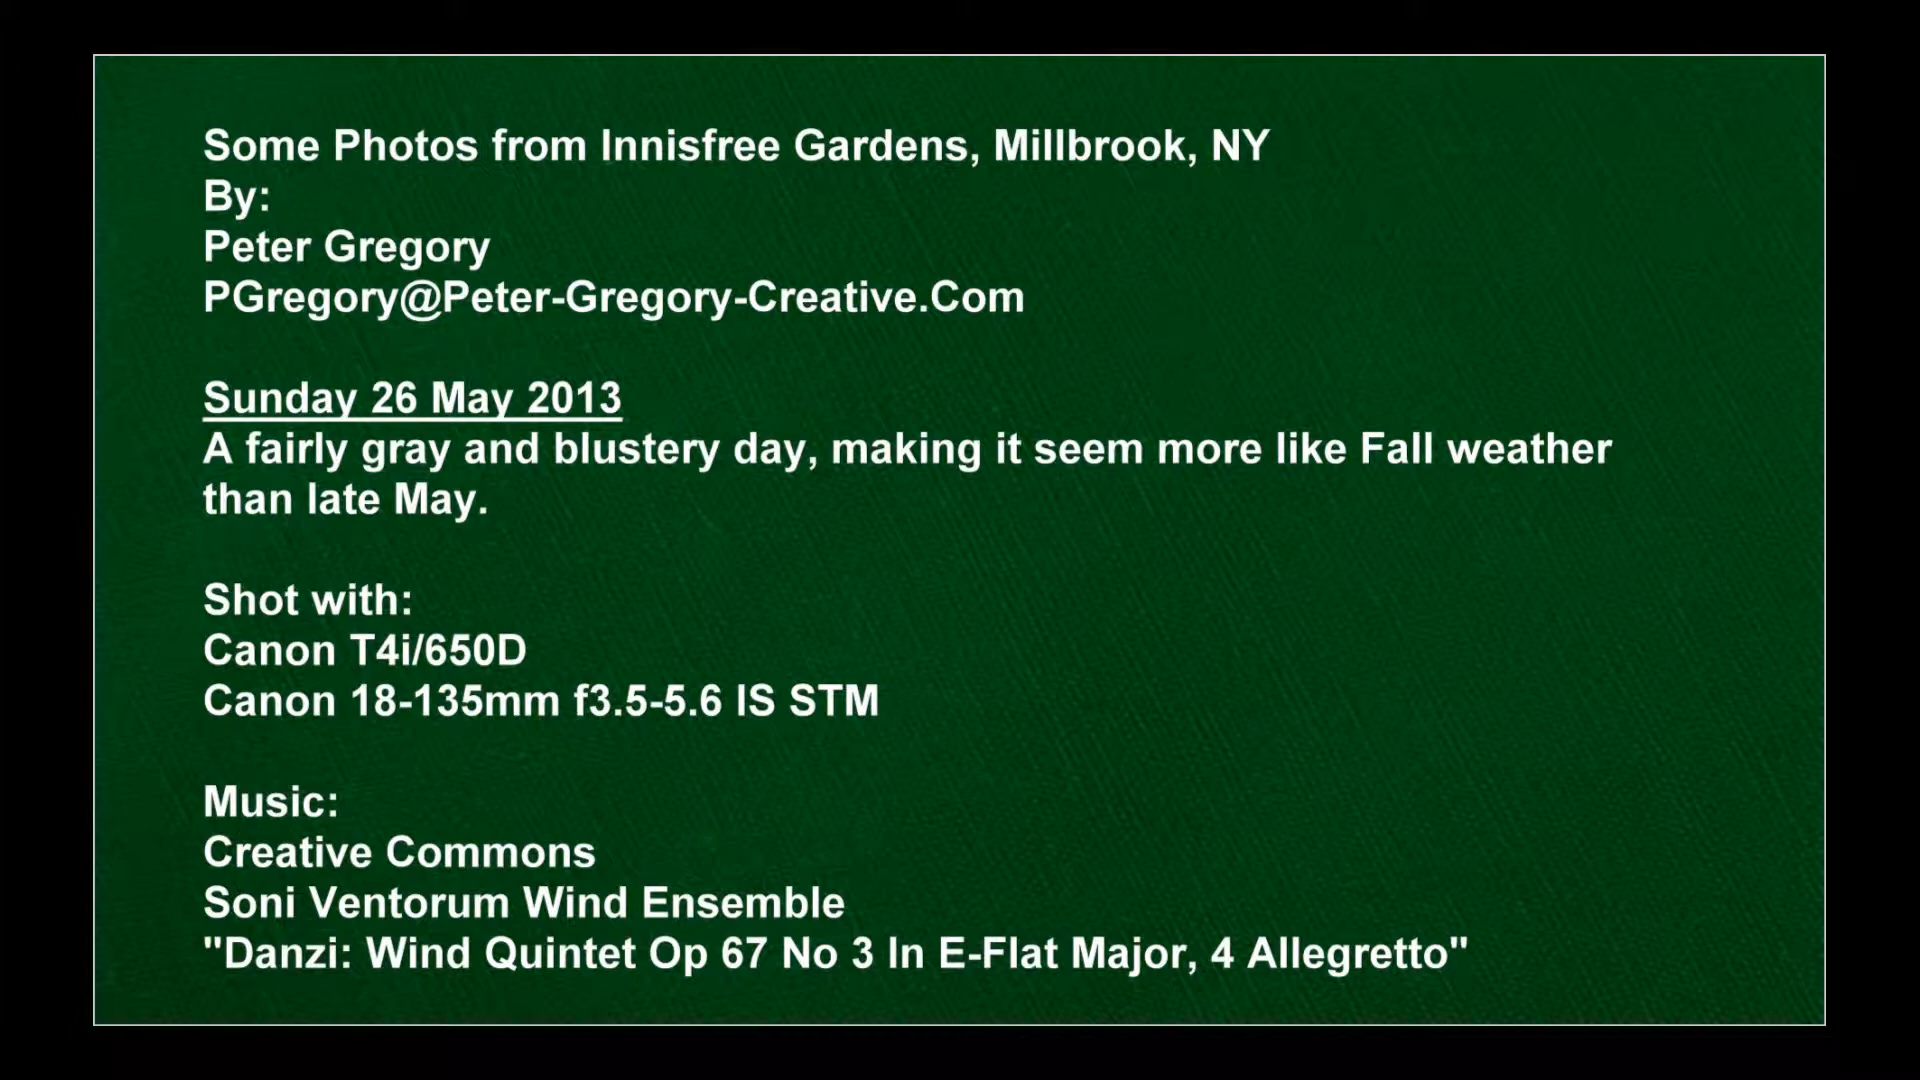 Some Photos from Innisfree Gardens, Millbrook, NY
By:
Peter Gregory
PGregory@Peter-Gregory-Creative.Com
Sunday 26 May 2013
A fairly gray and blustery day, making it seem more like Fall weather
than late May.
Shot with:
Canon T4i/650D
Canon 18-135mm f3.5-5.6 IS STM
Music:
Creative Commons
Soni Ventorum Wind Ensemble
"Danzi: Wind Quintet Op 67 No 3 In E-Flat Major, 4 Allegretto"